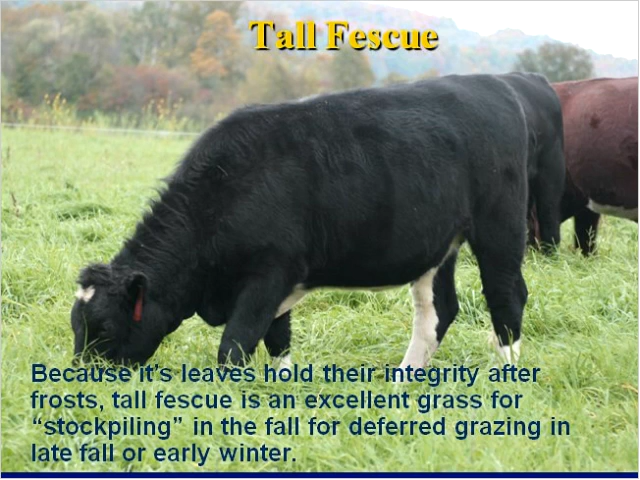 Tall Fescue
Because it's leaves hold their integrity after
frosts, tall fescue is an excellent grass for
“stockpiling” in the fall for deferred grazing in
late fall or early winter.